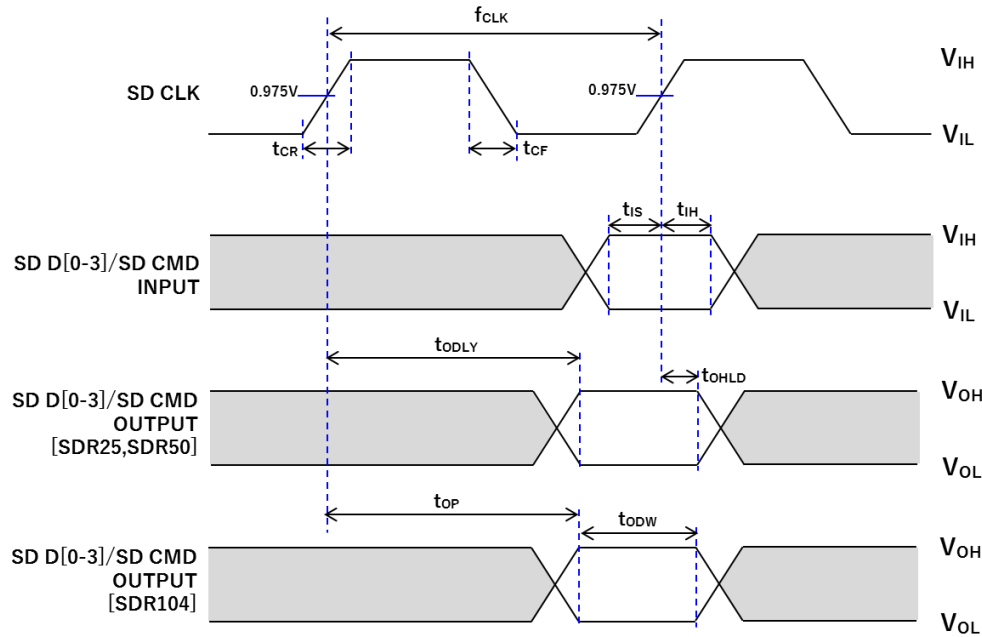 fCLK
VIH
SD CLK
0.975V
0.975V
VIL
tCR
tCF
tIS
tIH
VIH
SD D[0-3]/SD CMD
INPUT
VIL
tODLY
tOHLD
VOH
SD D[0-3]/SD CMD
OUTPUT
[SDR25,SDR50]
VOL
tOP
tODW
VOH
SD D[0-3]/SD CMD
OUTPUT
[SDR104]
VOL